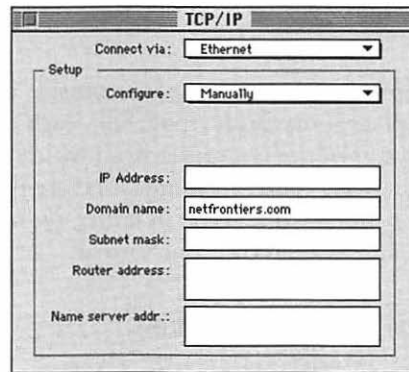 TCP/IP
Connect via: Ethernet
Setup
Configure: Manually
IP Address:
Domain name: netfrontiers.com
Subnet mask:
Router address:
Name server addr.: